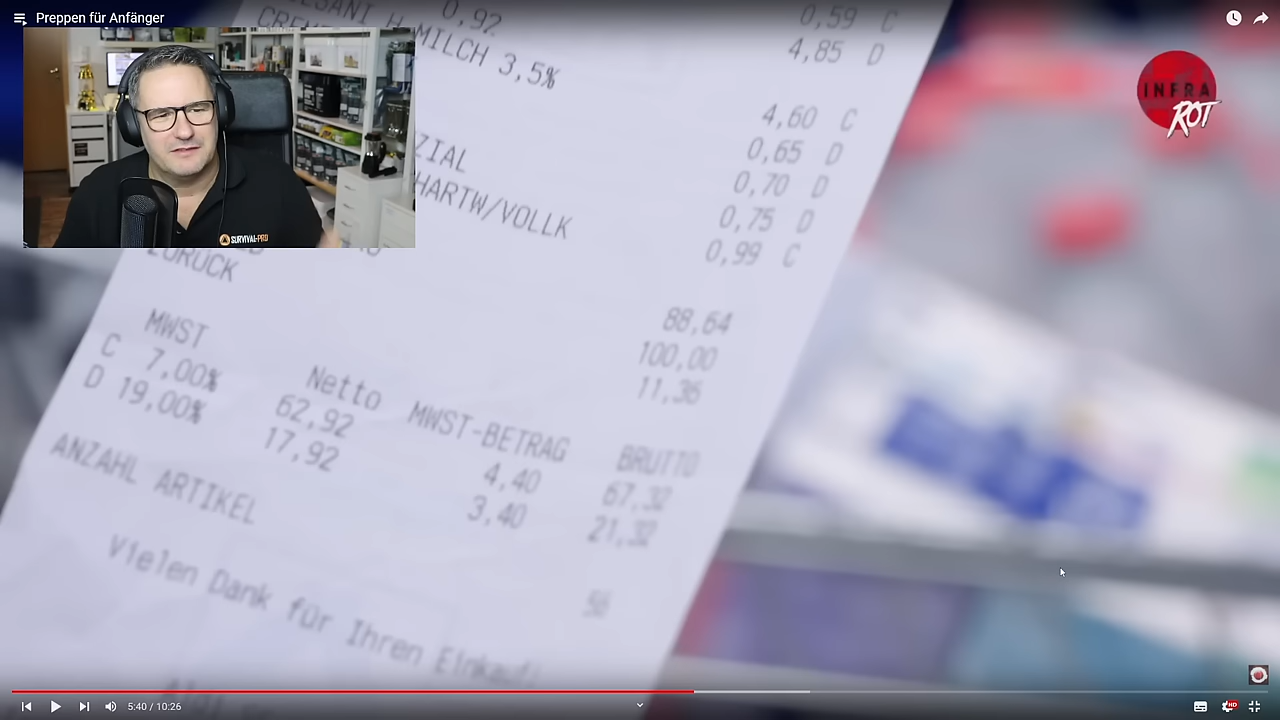 Preppen für Anfänger
INFRA
ROT
SURVIVAL-PRO
0,92
0,59 C
H-MILCH 3,5%
4,85 D
4,60 C
ZIAL
0,65 D
0,70 D
HARTW/VOLLK
0,75 D
0,99 C
ZURÜCK
88,64
100,00
11,36
MWST Netto MWST-BETRAG BRUTTO
C 7,00% 62,92 4,40 67,32
D 19,00% 17,92 3,40 21,32
ANZAHL ARTIKEL
Vielen Dank für Ihren Einkauf!
5:40 / 10:26
HD